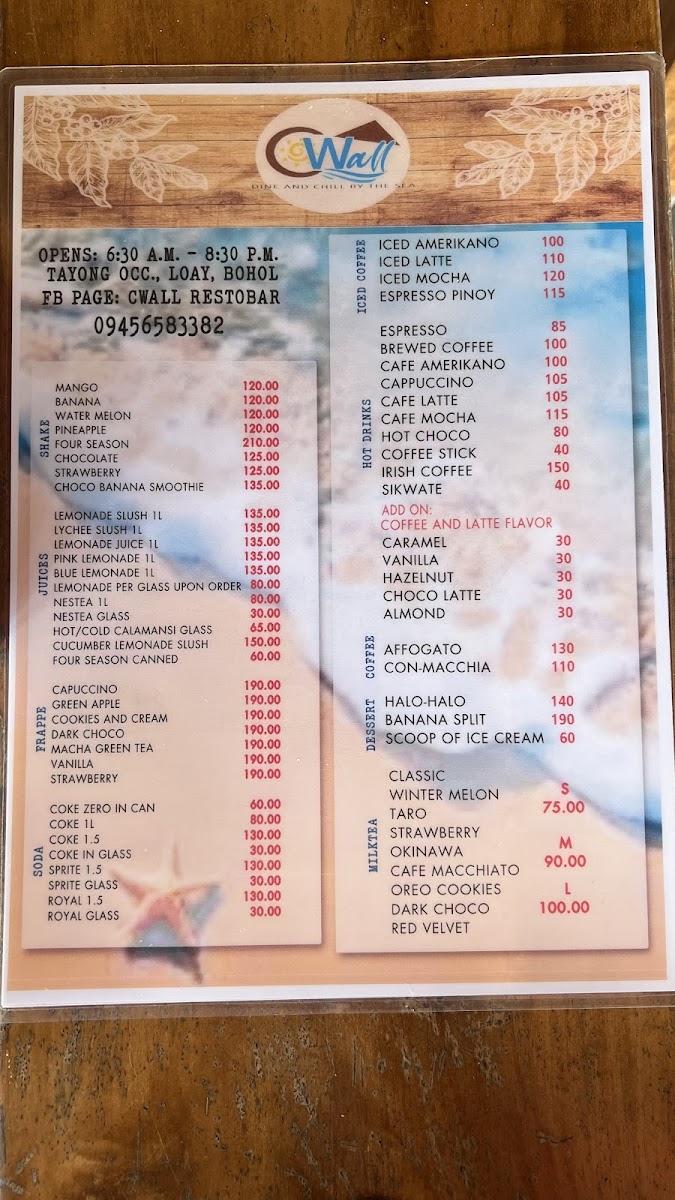 CWall
DINE AND CHILL BY THE SEA
OPENS: 6:30 A.M. - 8:30 P.M.
TAYONG OCC., LOAY, BOHOL
FB PAGE: CWALL RESTOBAR
09456583382
SHAKE
MANGO 120.00
BANANA 120.00
WATER MELON 120.00
PINEAPPLE 120.00
FOUR SEASON 210.00
CHOCOLATE 125.00
STRAWBERRY 125.00
CHOCO BANANA SMOOTHIE 135.00
JUICES
LEMONADE SLUSH 1L 135.00
LYCHEE SLUSH 1L 135.00
LEMONADE JUICE 1L 135.00
PINK LEMONADE 1L 135.00
BLUE LEMONADE 1L 135.00
LEMONADE PER GLASS UPON ORDER 80.00
NESTEA 1L 80.00
NESTEA GLASS 30.00
HOT/COLD CALAMANSI GLASS 65.00
CUCUMBER LEMONADE SLUSH 150.00
FOUR SEASON CANNED 60.00
FRAPPE
CAPUCCINO 190.00
GREEN APPLE 190.00
COOKIES AND CREAM 190.00
DARK CHOCO 190.00
MACHA GREEN TEA 190.00
VANILLA 190.00
STRAWBERRY 190.00
SODA
COKE ZERO IN CAN 60.00
COKE 1L 80.00
COKE 1.5 130.00
COKE IN GLASS 30.00
SPRITE 1.5 130.00
SPRITE GLASS 30.00
ROYAL 1.5 130.00
ROYAL GLASS 30.00
ICED COFFEE
ICED AMERIKANO 100
ICED LATTE 110
ICED MOCHA 120
ESPRESSO PINOY 115
HOT DRINKS
ESPRESSO 85
BREWED COFFEE 100
CAFE AMERIKANO 100
CAPPUCCINO 105
CAFE LATTE 105
CAFE MOCHA 115
HOT CHOCO 80
COFFEE STICK 40
IRISH COFFEE 150
SIKWATE 40
ADD ON:
COFFEE AND LATTE FLAVOR
CARAMEL 30
VANILLA 30
HAZELNUT 30
CHOCO LATTE 30
ALMOND 30
COFFEE
AFFOGATO 130
CON-MACCHIA 110
DESSERT
HALO-HALO 140
BANANA SPLIT 190
SCOOP OF ICE CREAM 60
MILKTEA
CLASSIC
WINTER MELON
TARO
STRAWBERRY
OKINAWA
CAFE MACCHIATO
OREO COOKIES
DARK CHOCO
RED VELVET
S
75.00
M
90.00
L
100.00